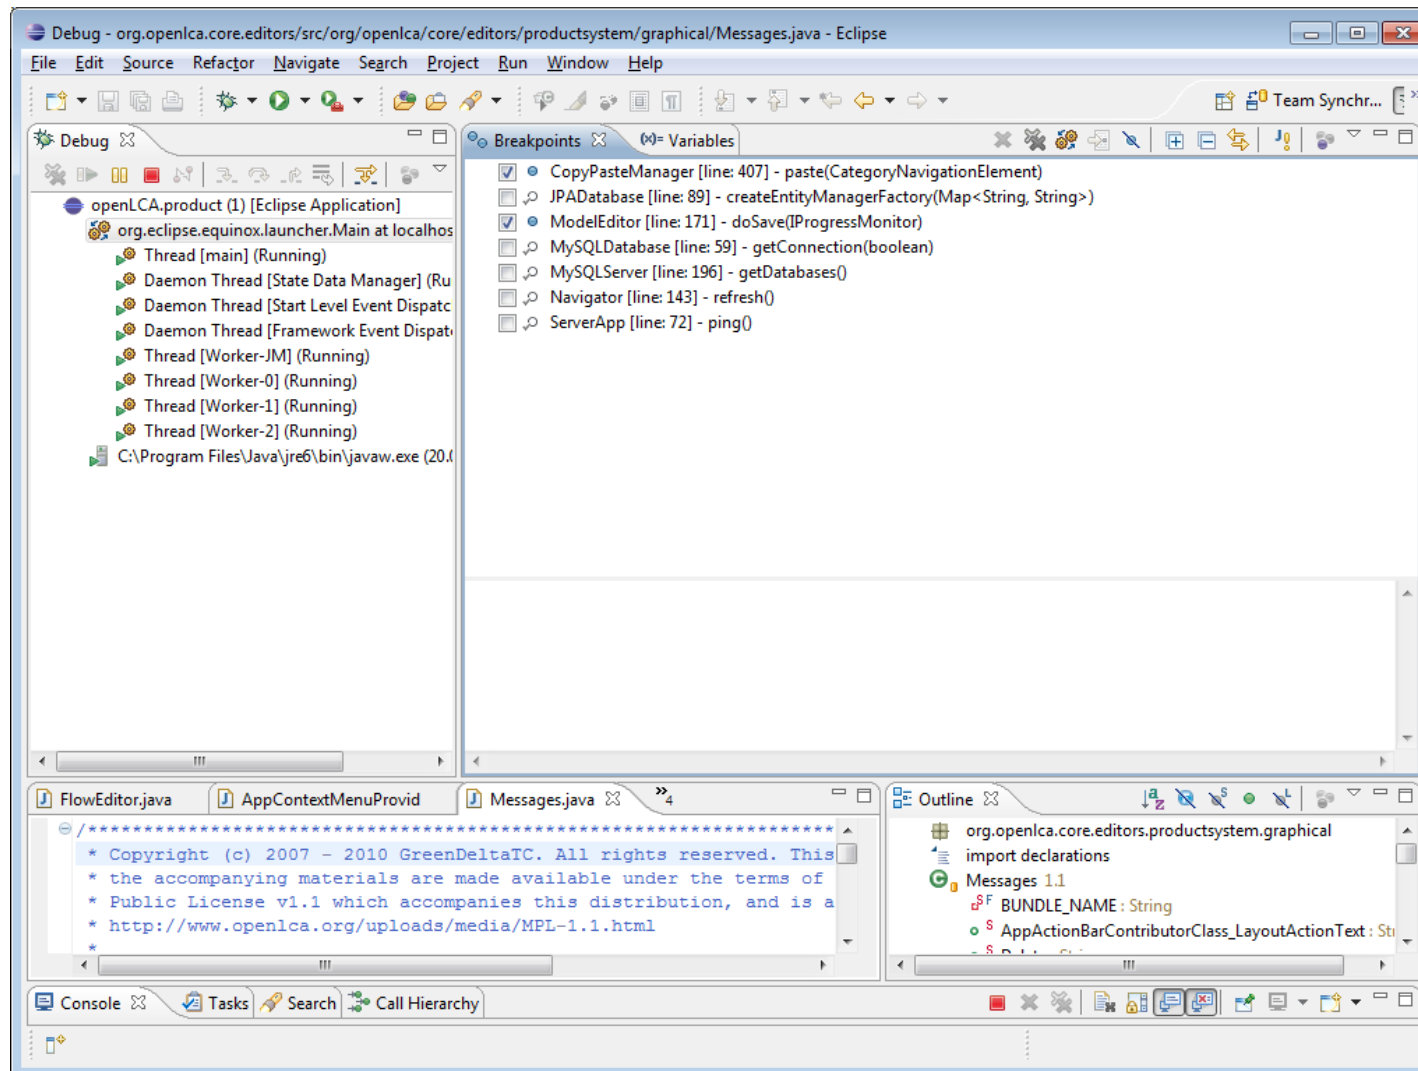 Debug - org.openlca.core.editors/src/org/openlca/core/editors/productsystem/graphical/Messages.java - Eclipse
File Edit Source Refactor Navigate Search Project Run Window Help
Team Synchr...
Debug
openLCA.product (1) [Eclipse Application]
org.eclipse.equinox.launcher.Main at localhos
Thread [main] (Running)
Daemon Thread [State Data Manager] (Ru
Daemon Thread [Start Level Event Dispatc
Daemon Thread [Framework Event Dispat
Thread [Worker-JM] (Running)
Thread [Worker-0] (Running)
Thread [Worker-1] (Running)
Thread [Worker-2] (Running)
C:\Program Files\Java\jre6\bin\javaw.exe (20.
Breakpoints (x)= Variables
CopyPasteManager [line: 407] - paste(CategoryNavigationElement)
JPADatabase [line: 89] - createEntityManagerFactory(Map<String, String>)
ModelEditor [line: 171] - doSave(IProgressMonitor)
MySQLDatabase [line: 59] - getConnection(boolean)
MySQLServer [line: 196] - getDatabases()
Navigator [line: 143] - refresh()
ServerApp [line: 72] - ping()
FlowEditor.java AppContextMenuProvid Messages.java »4
/*******************************************************************
* Copyright (c) 2007 - 2010 GreenDeltaTC. All rights reserved. This
* the accompanying materials are made available under the terms of
* Public License v1.1 which accompanies this distribution, and is a
* http://www.openlca.org/uploads/media/MPL-1.1.html
*
Outline
org.openlca.core.editors.productsystem.graphical
import declarations
Messages 1.1
BUNDLE_NAME : String
AppActionBarContributorClass_LayoutActionText : Stri
Console Tasks Search Call Hierarchy